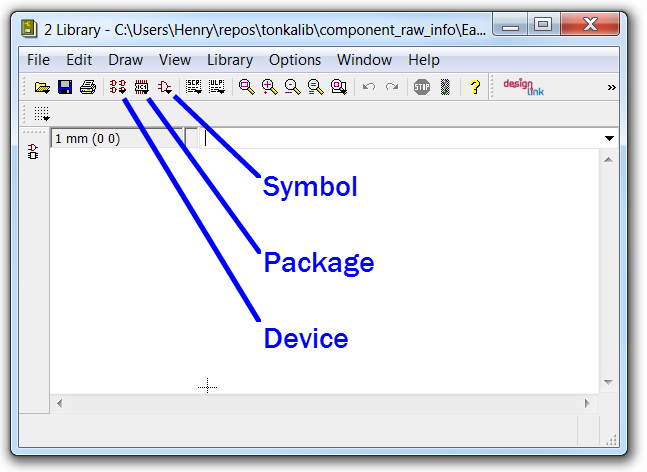 2 Library - C:\Users\Henry\repos\tonkalib\component_raw_info\Ea...
File Edit Draw View Library Options Window Help
SCR ULP STOP ? design link »
1 mm (0 0)
Symbol
Package
Device